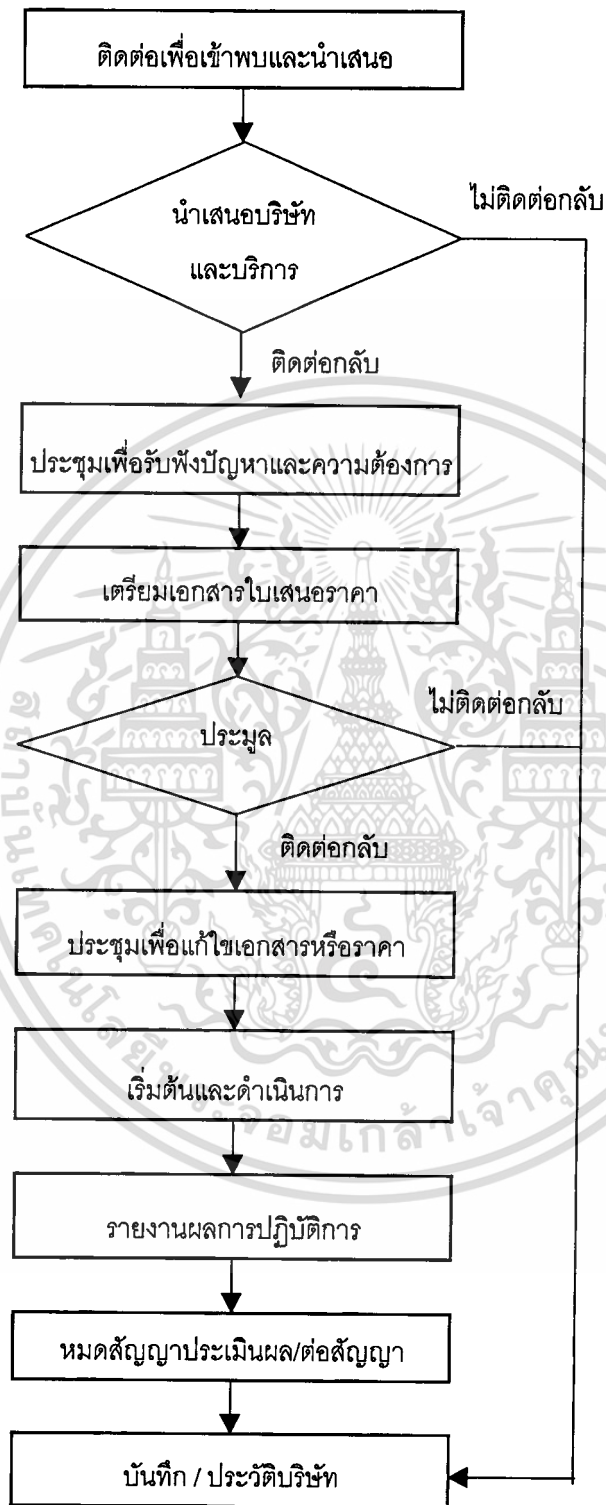 ติดต่อเพื่อเข้าพบและนำเสนอ
นำเสนอบริษัท
และบริการ
ไม่ติดต่อกลับ
ติดต่อกลับ
ประชุมเพื่อรับฟังปัญหาและความต้องการ
เตรียมเอกสารใบเสนอราคา
ประมูล
ไม่ติดต่อกลับ
ติดต่อกลับ
ประชุมเพื่อแก้ไขเอกสารหรือราคา
เริ่มต้นและดำเนินการ
รายงานผลการปฏิบัติการ
หมดสัญญาประเมินผล/ต่อสัญญา
บันทึก / ประวัติบริษัท